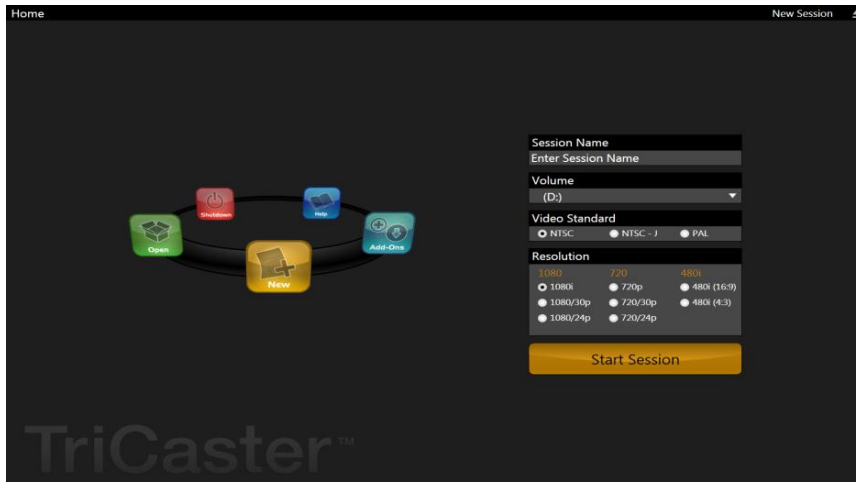 Home
New Session
Shutdown
Help
Open
Add-Ons
New
Session Name
Enter Session Name
Volume
(D:)
Video Standard
NTSC
NTSC - J
PAL
Resolution
1080
720
480i
1080i
720p
480i (16:9)
1080/30p
720/30p
480i (4:3)
1080/24p
720/24p
Start Session
TriCaster™